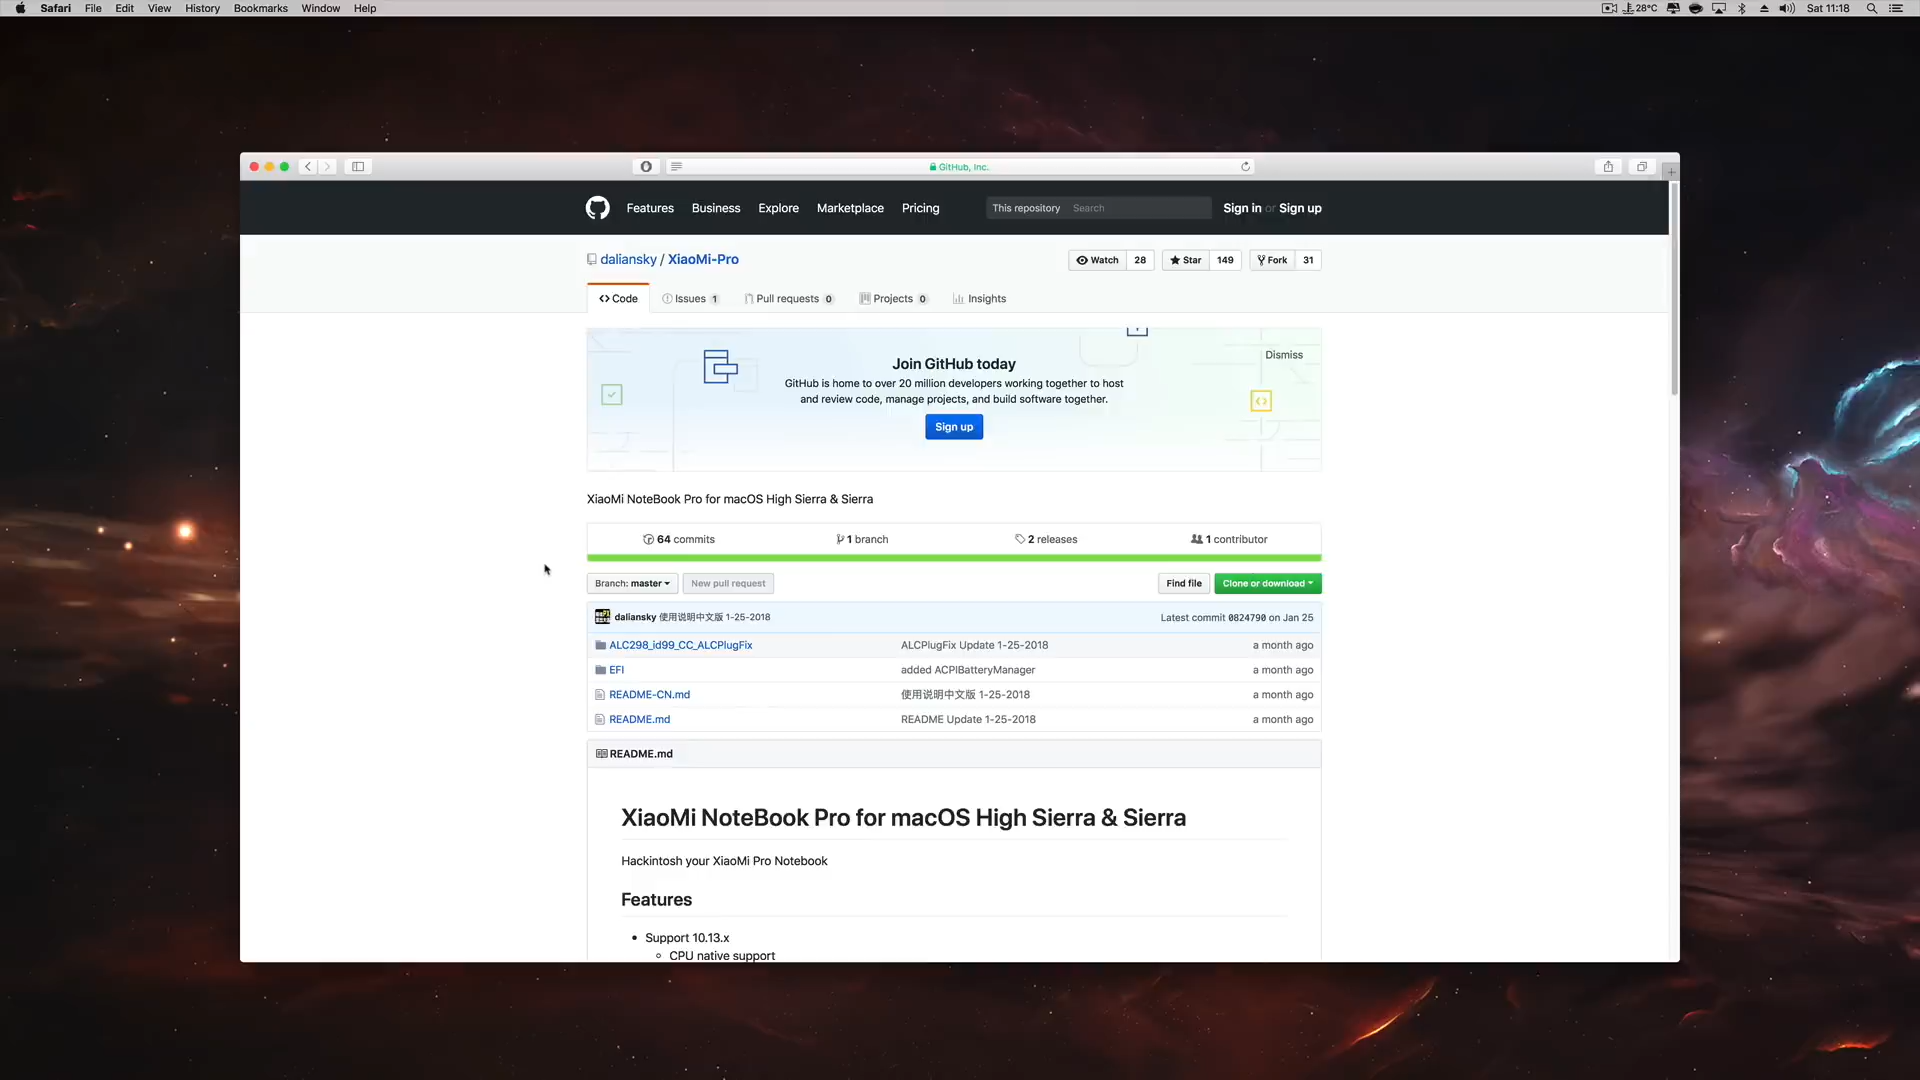 Safari File Edit View History Bookmarks Window Help 28°C Sat 11:18
GitHub, Inc.
Features Business Explore Marketplace Pricing This repository Search Sign in or Sign up
daliansky / XiaoMi-Pro Watch 28 Star 149 Fork 31
Code Issues 1 Pull requests 0 Projects 0 Insights
Join GitHub today
Dismiss
GitHub is home to over 20 million developers working together to host
and review code, manage projects, and build software together.
Sign up
XiaoMi NoteBook Pro for macOS High Sierra & Sierra
64 commits 1 branch 2 releases 1 contributor
Branch: master New pull request Find file Clone or download
daliansky 使用说明中文版 1-25-2018 Latest commit 0824790 on Jan 25
ALC298_id99_CC_ALCPlugFix ALCPlugFix Update 1-25-2018 a month ago
EFI added ACPIBatteryManager a month ago
README-CN.md 使用说明中文版 1-25-2018 a month ago
README.md README Update 1-25-2018 a month ago
README.md
XiaoMi NoteBook Pro for macOS High Sierra & Sierra
Hackintosh your XiaoMi Pro Notebook
Features
Support 10.13.x
CPU native support